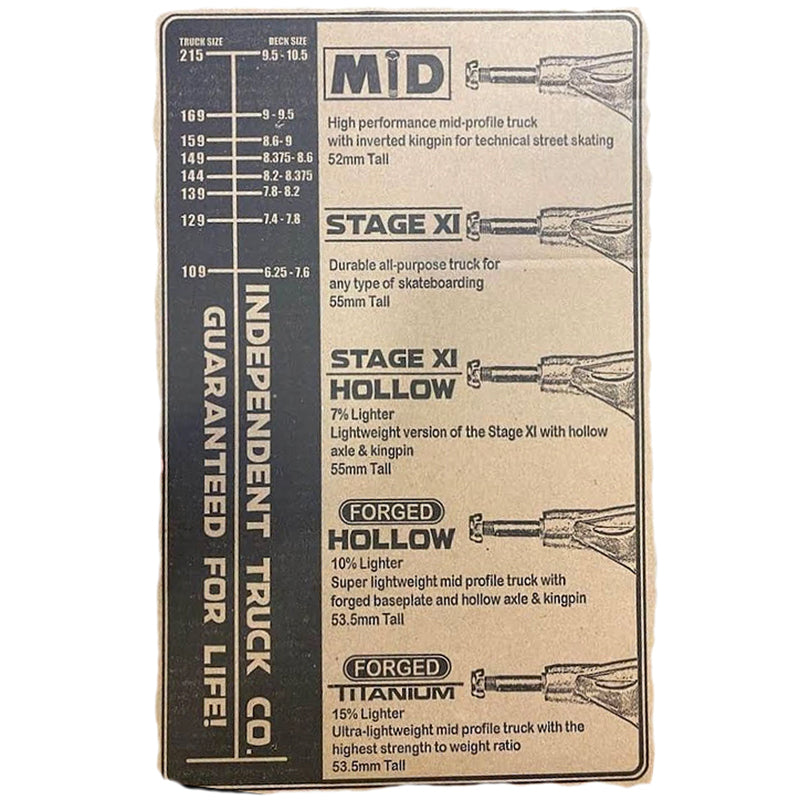 TRUCK SIZE DECK SIZE
215 9.5 - 10.5
169 9 - 9.5
159 8.6- 9
149 8.375- 8.6
144 8.2- 8.375
139 7.8- 8.2
129 7.4 - 7.8
109 6.25 - 7.6
INDEPENDENT TRUCK CO.
GUARANTEED FOR LIFE!
MiD
High performance mid-profile truck
with inverted kingpin for technical street skating
52mm Tall
STAGE XI
Durable all-purpose truck for
any type of skateboarding
55mm Tall
STAGE XI
HOLLOW
7% Lighter
Lightweight version of the Stage XI with hollow
axle & kingpin
55mm Tall
FORGED
HOLLOW
10% Lighter
Super lightweight mid profile truck with
forged baseplate and hollow axle & kingpin
53.5mm Tall
FORGED
TITANIUM
15% Lighter
Ultra-lightweight mid profile truck with the
highest strength to weight ratio
53.5mm Tall